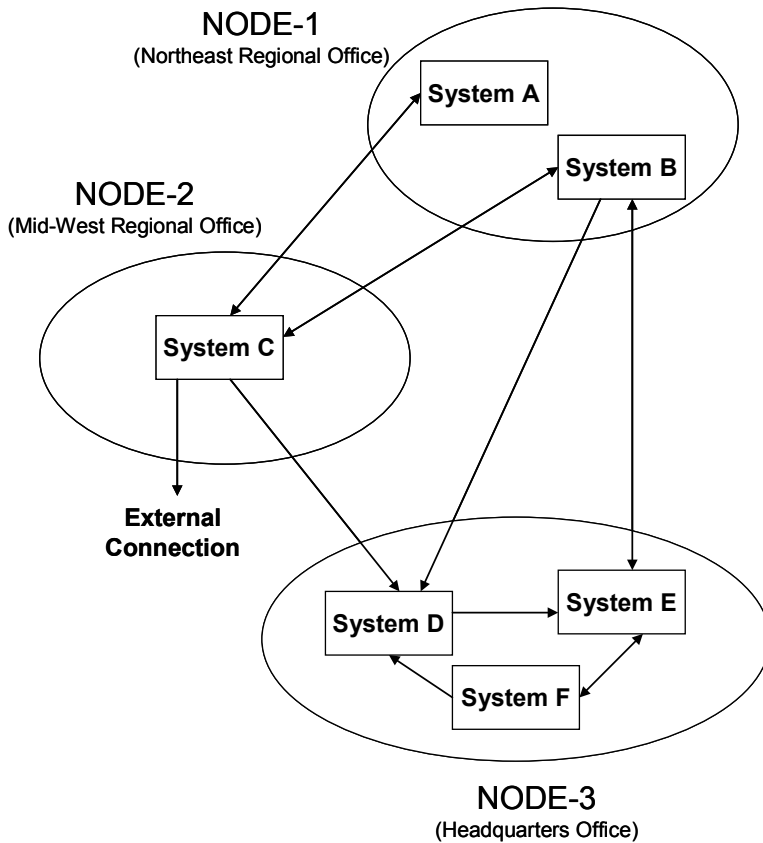 NODE-1
(Northeast Regional Office)
System A
System B
NODE-2
(Mid-West Regional Office)
System C
External
Connection
System D
System E
System F
NODE-3
(Headquarters Office)